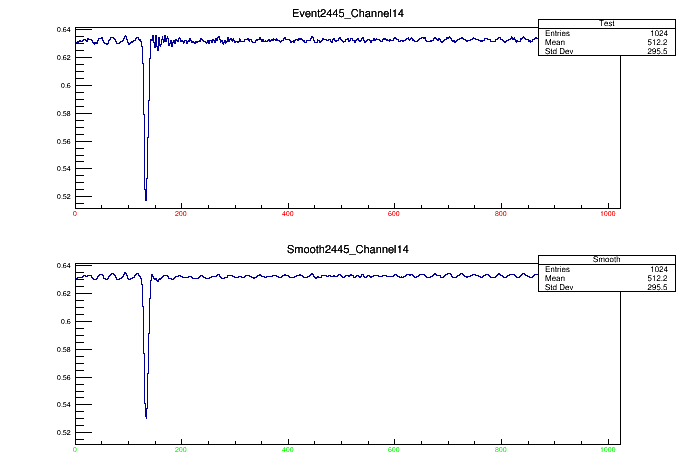 Event2445_Channel14
Test
Entries 1024
Mean 512.2
Std Dev 295.5
0.64
0.62
0.6
0.58
0.56
0.54
0.52
0 200 400 600 800 1000
Smooth2445_Channel14
Smooth
Entries 1024
Mean 512.2
Std Dev 295.5
0.64
0.62
0.6
0.58
0.56
0.54
0.52
0 200 400 600 800 1000